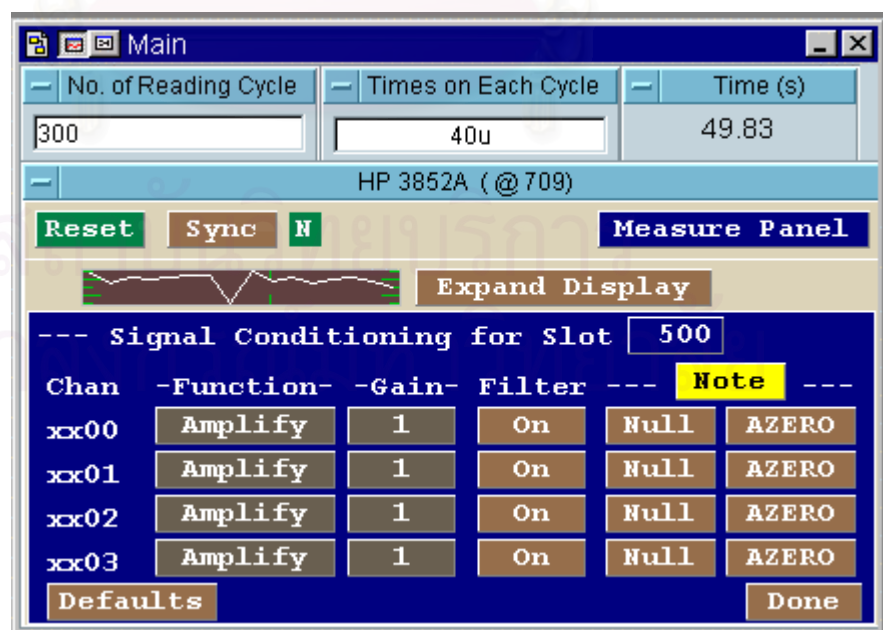 Main
No. of Reading Cycle Times on Each Cycle Time (s)
300 40u 49.83
HP 3852A (@709)
Reset Sync N Measure Panel
Expand Display
--- Signal Conditioning for Slot 500
Chan -Function- -Gain- Filter --- Note ---
xx00 Amplify 1 On Null AZERO
xx01 Amplify 1 On Null AZERO
xx02 Amplify 1 On Null AZERO
xx03 Amplify 1 On Null AZERO
Defaults Done